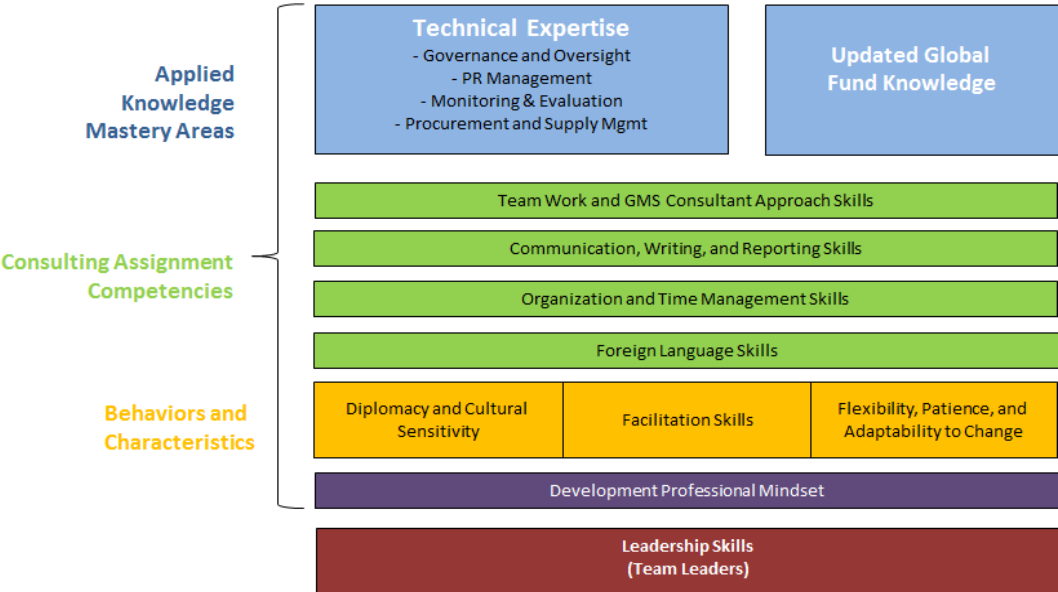 Applied
Knowledge
Mastery Areas
Technical Expertise
- Governance and Oversight
- PR Management
- Monitoring & Evaluation
- Procurement and Supply Mgmt
Updated Global
Fund Knowledge
Consulting Assignment
Competencies
Team Work and GMS Consultant Approach Skills
Communication, Writing, and Reporting Skills
Organization and Time Management Skills
Foreign Language Skills
Behaviors and
Characteristics
Diplomacy and Cultural
Sensitivity
Facilitation Skills
Flexibility, Patience, and
Adaptability to Change
Development Professional Mindset
Leadership Skills
(Team Leaders)